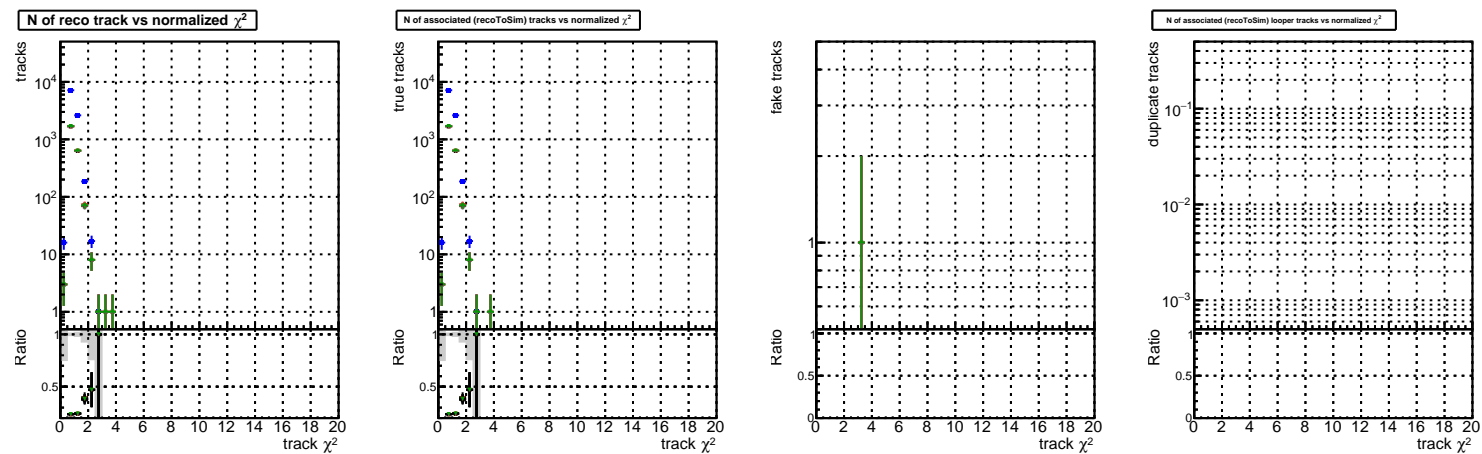 N of reco track vs normalized χ²
tracks
10⁴
10³
10²
10
1
Ratio
1
0.5
0 2 4 6 8 10 12 14 16 18 20
track χ²
N of associated (recoToSim) tracks vs normalized χ²
true tracks
10⁴
10³
10²
10
1
Ratio
1
0.5
0 2 4 6 8 10 12 14 16 18 20
track χ²
fake tracks
1
Ratio
1
0.5
0
0 2 4 6 8 10 12 14 16 18 20
track χ²
N of associated (recoToSim) looper tracks vs normalized χ²
duplicate tracks
10⁻¹
10⁻²
10⁻³
Ratio
1
0.5
0
0 2 4 6 8 10 12 14 16 18 20
track χ²